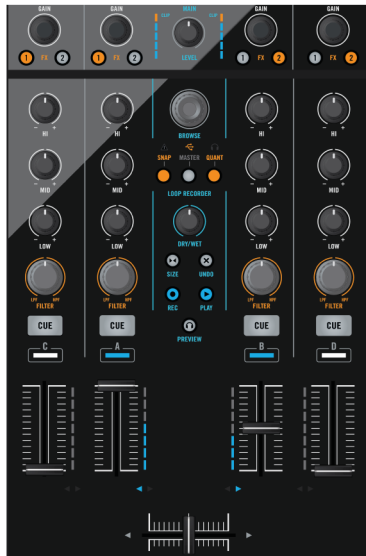 MAIN
GAIN GAIN CLIP CLIP GAIN GAIN
1 FX 2 1 FX 2 LEVEL 1 FX 2 1 FX 2
- HI + - HI + BROWSE - HI + - HI +
SNAP MASTER QUANT
- MID + - MID + - MID + - MID +
LOOP RECORDER
- LOW + - LOW + DRY/WET - LOW + - LOW +
SIZE UNDO
LPF HPF LPF HPF LPF HPF LPF HPF
FILTER FILTER REC PLAY FILTER FILTER
CUE CUE CUE CUE
PREVIEW
C A B D